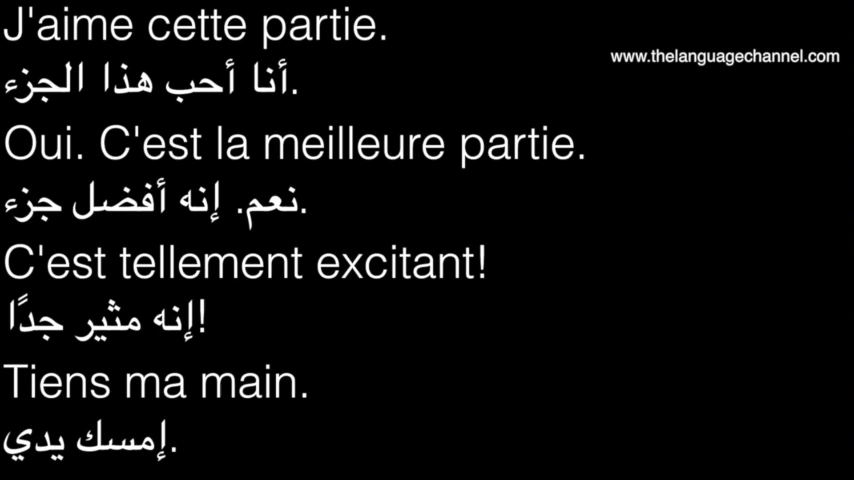 J'aime cette partie.
www.thelanguagechannel.com
أنا أحب هذا الجزء.
Oui. C'est la meilleure partie.
نعم. إنه أفضل جزء.
C'est tellement excitant!
إنه مثير جدًا!
Tiens ma main.
إمسك يدي.